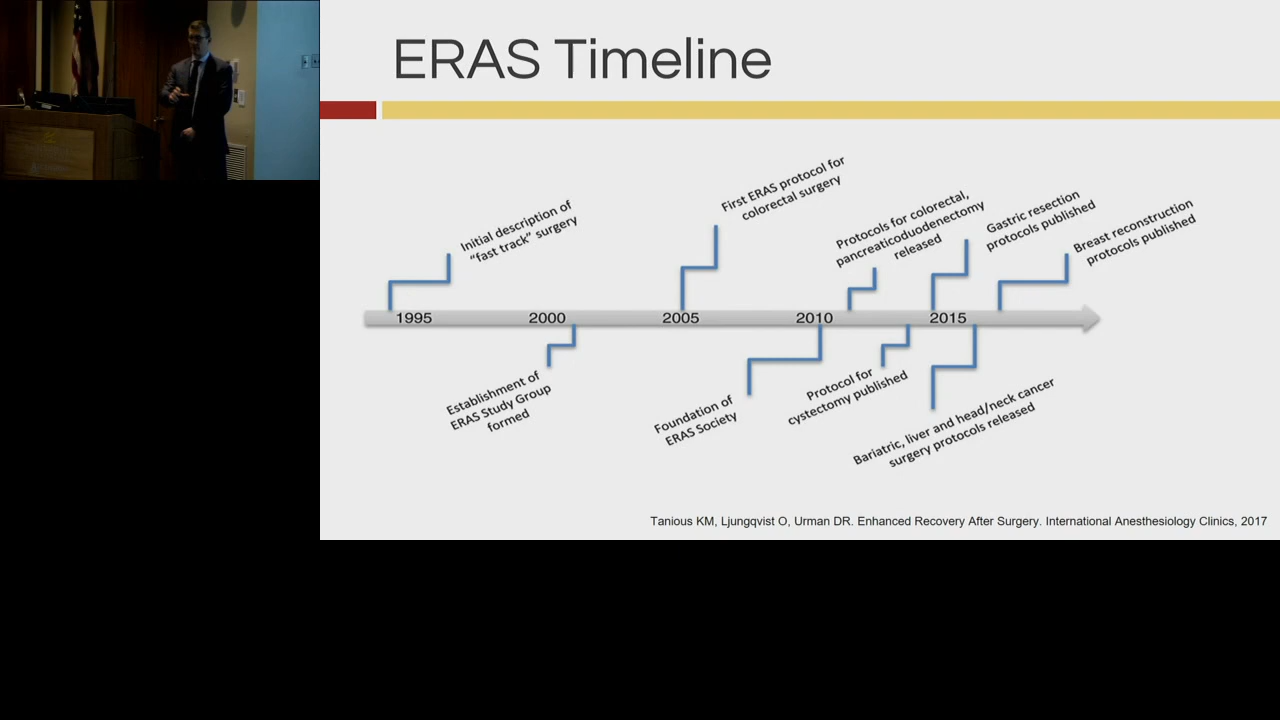 ERAS Timeline
Initial description of
"fast track" surgery
First ERAS protocol for
colorectal surgery
Protocols for colorectal,
pancreaticoduodenectomy
released
Gastric resection
protocols published
Breast reconstruction
protocols published
1995 2000 2005 2010 2015
Establishment of
ERAS Study Group
formed
Foundation of
ERAS Society
Protocol for
cystectomy published
Bariatric, liver and head/neck cancer
surgery protocols released
Tanious KM, Ljungqvist O, Urman DR. Enhanced Recovery After Surgery. International Anesthesiology Clinics, 2017